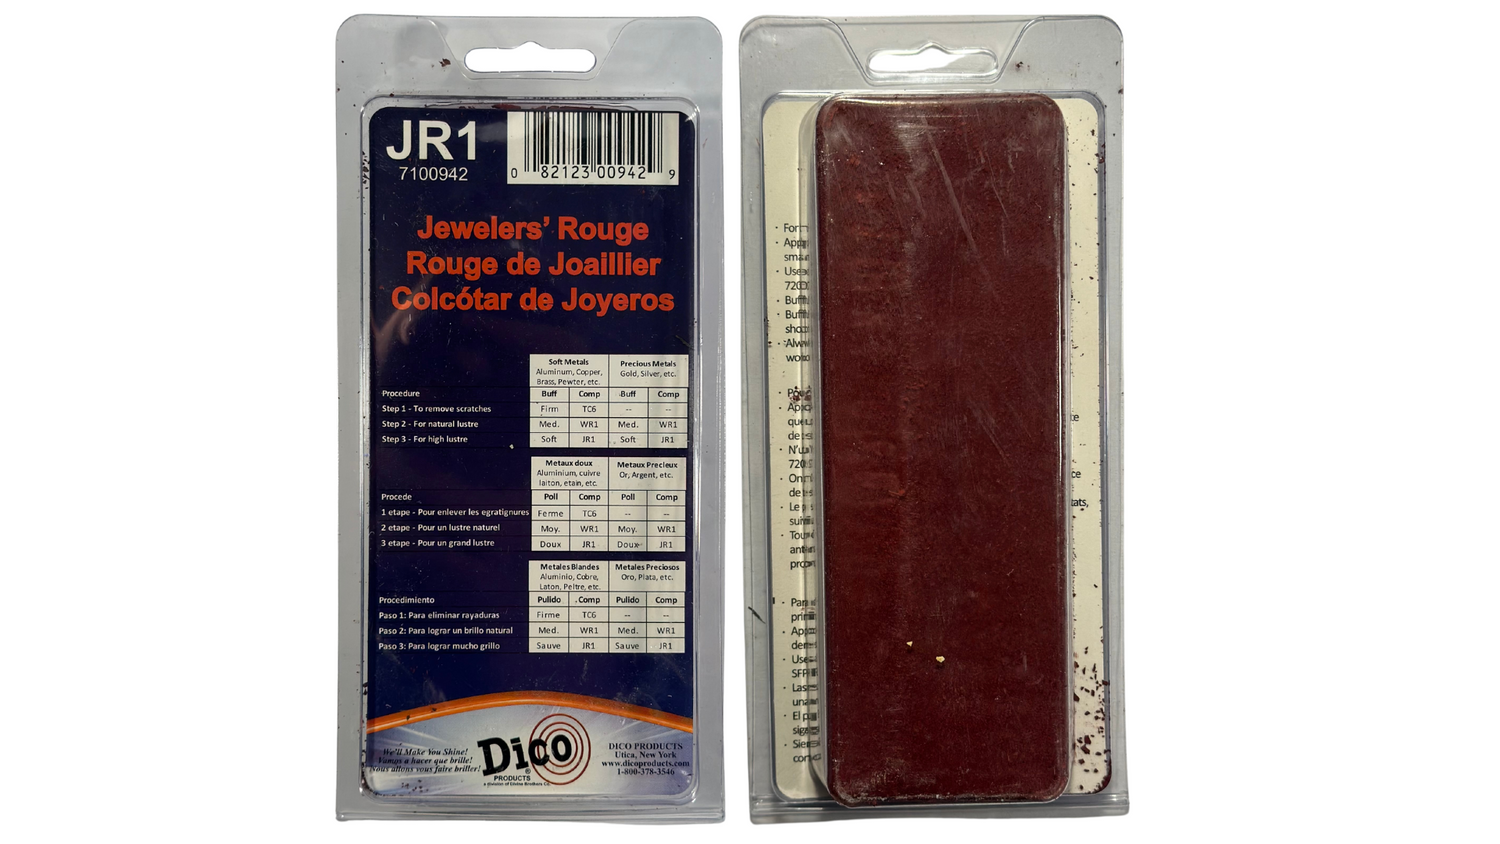 JR1
7100942
0 82123 00942 9
Jewelers' Rouge
Rouge de Joaillier
Colcótar de Joyeros
Soft Metals
Aluminum, Copper,
Brass, Pewter, etc.
Precious Metals
Gold, Silver, etc.
Procedure Buff Comp Buff Comp
Step 1 - To remove scratches Firm TC6 -- --
Step 2 - For natural lustre Med. WR1 Med. WR1
Step 3 - For high lustre Soft JR1 Soft JR1
Metaux doux
Aluminium, cuivre
laiton, etain, etc.
Metaux Precieux
Or, Argent, etc.
Procede Poll Comp Poll Comp
1 etape - Pour enlever les egratignures Ferme TC6 -- --
2 etape - Pour un lustre naturel Moy. WR1 Moy. WR1
3 etape - Pour un grand lustre Doux JR1 Doux JR1
Metales Blandes
Aluminio, Cobre,
Laton, Peltre, etc.
Metales Preciosos
Oro, Plata, etc.
Procedimiento Pulido Comp Pulido Comp
Paso 1: Para eliminar rayaduras Firme TC6 -- --
Paso 2: Para lograr un brillo natural Med. WR1 Med. WR1
Paso 3: Para lograr mucho grillo Sauve JR1 Sauve JR1
We'll Make You Shine!
Vamos a hacer que brille!
Nous allons vous faire briller!
Dico
PRODUCTS
a division of Divine Brothers Co.
DICO PRODUCTS
Utica, New York
www.dicoproducts.com
1-800-378-3546